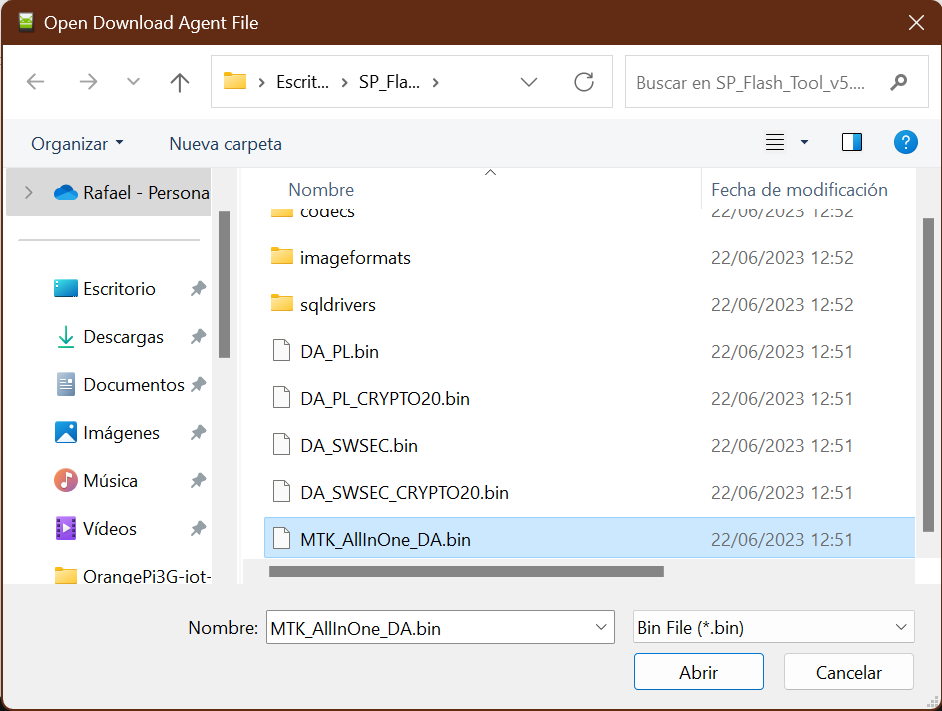 Open Download Agent File
Escrit... SP_Fla...
Buscar en SP_Flash_Tool_v5....
Organizar
Nueva carpeta
?
Rafael - Persona
Escritorio
Descargas
Documentos
Imágenes
Música
Vídeos
OrangePi3G-iot-
Nombre Fecha de modificación
codecs 22/06/2023 12:52
imageformats 22/06/2023 12:52
sqldrivers 22/06/2023 12:52
DA_PL.bin 22/06/2023 12:51
DA_PL_CRYPTO20.bin 22/06/2023 12:51
DA_SWSEC.bin 22/06/2023 12:51
DA_SWSEC_CRYPTO20.bin 22/06/2023 12:51
MTK_AllInOne_DA.bin 22/06/2023 12:51
Nombre: MTK_AllInOne_DA.bin
Bin File (*.bin)
Abrir
Cancelar